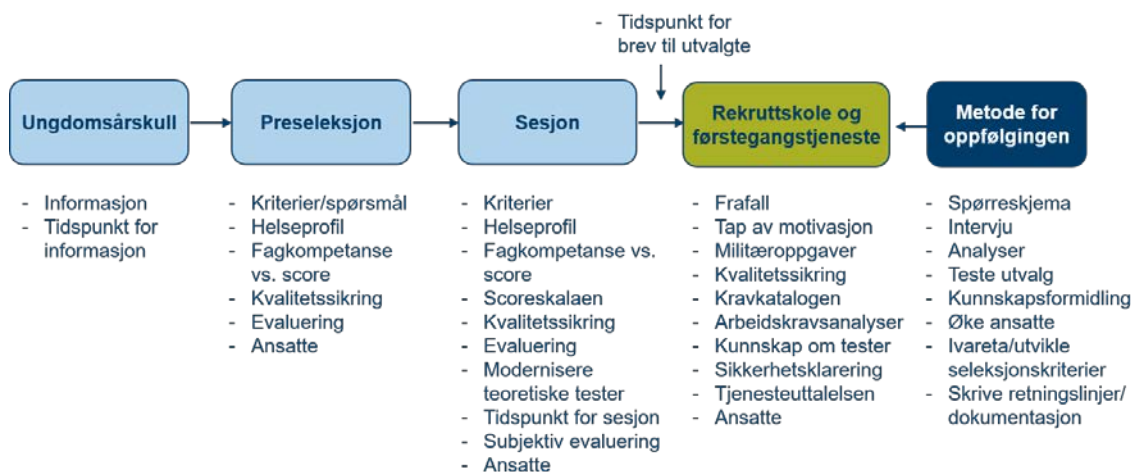 - Tidspunkt for
brev til utvalgte
Ungdomsårskull
Preseleksjon
Sesjon
Rekruttskole og
førstegangstjeneste
Metode for
oppfølgingen
- Informasjon
- Tidspunkt for
informasjon
- Kriterier/spørsmål
- Helseprofil
- Fagkompetanse
vs. score
- Kvalitetssikring
- Evaluering
- Ansatte
- Kriterier
- Helseprofil
- Fagkompetanse vs.
score
- Scoreskalaen
- Kvalitetssikring
- Evaluering
- Modernisere
teoretiske tester
- Tidspunkt for sesjon
- Subjektiv evaluering
- Ansatte
- Frafall
- Tap av motivasjon
- Militæroppgaver
- Kvalitetssikring
- Kravkatalogen
- Arbeidskravsanalyser
- Kunnskap om tester
- Sikkerhetsklarering
- Tjenesteuttalelsen
- Ansatte
- Spørreskjema
- Intervju
- Analyser
- Teste utvalg
- Kunnskapsformidling
- Øke ansatte
- Ivareta/utvikle
seleksjonskriterier
- Skrive retningslinjer/
dokumentasjon